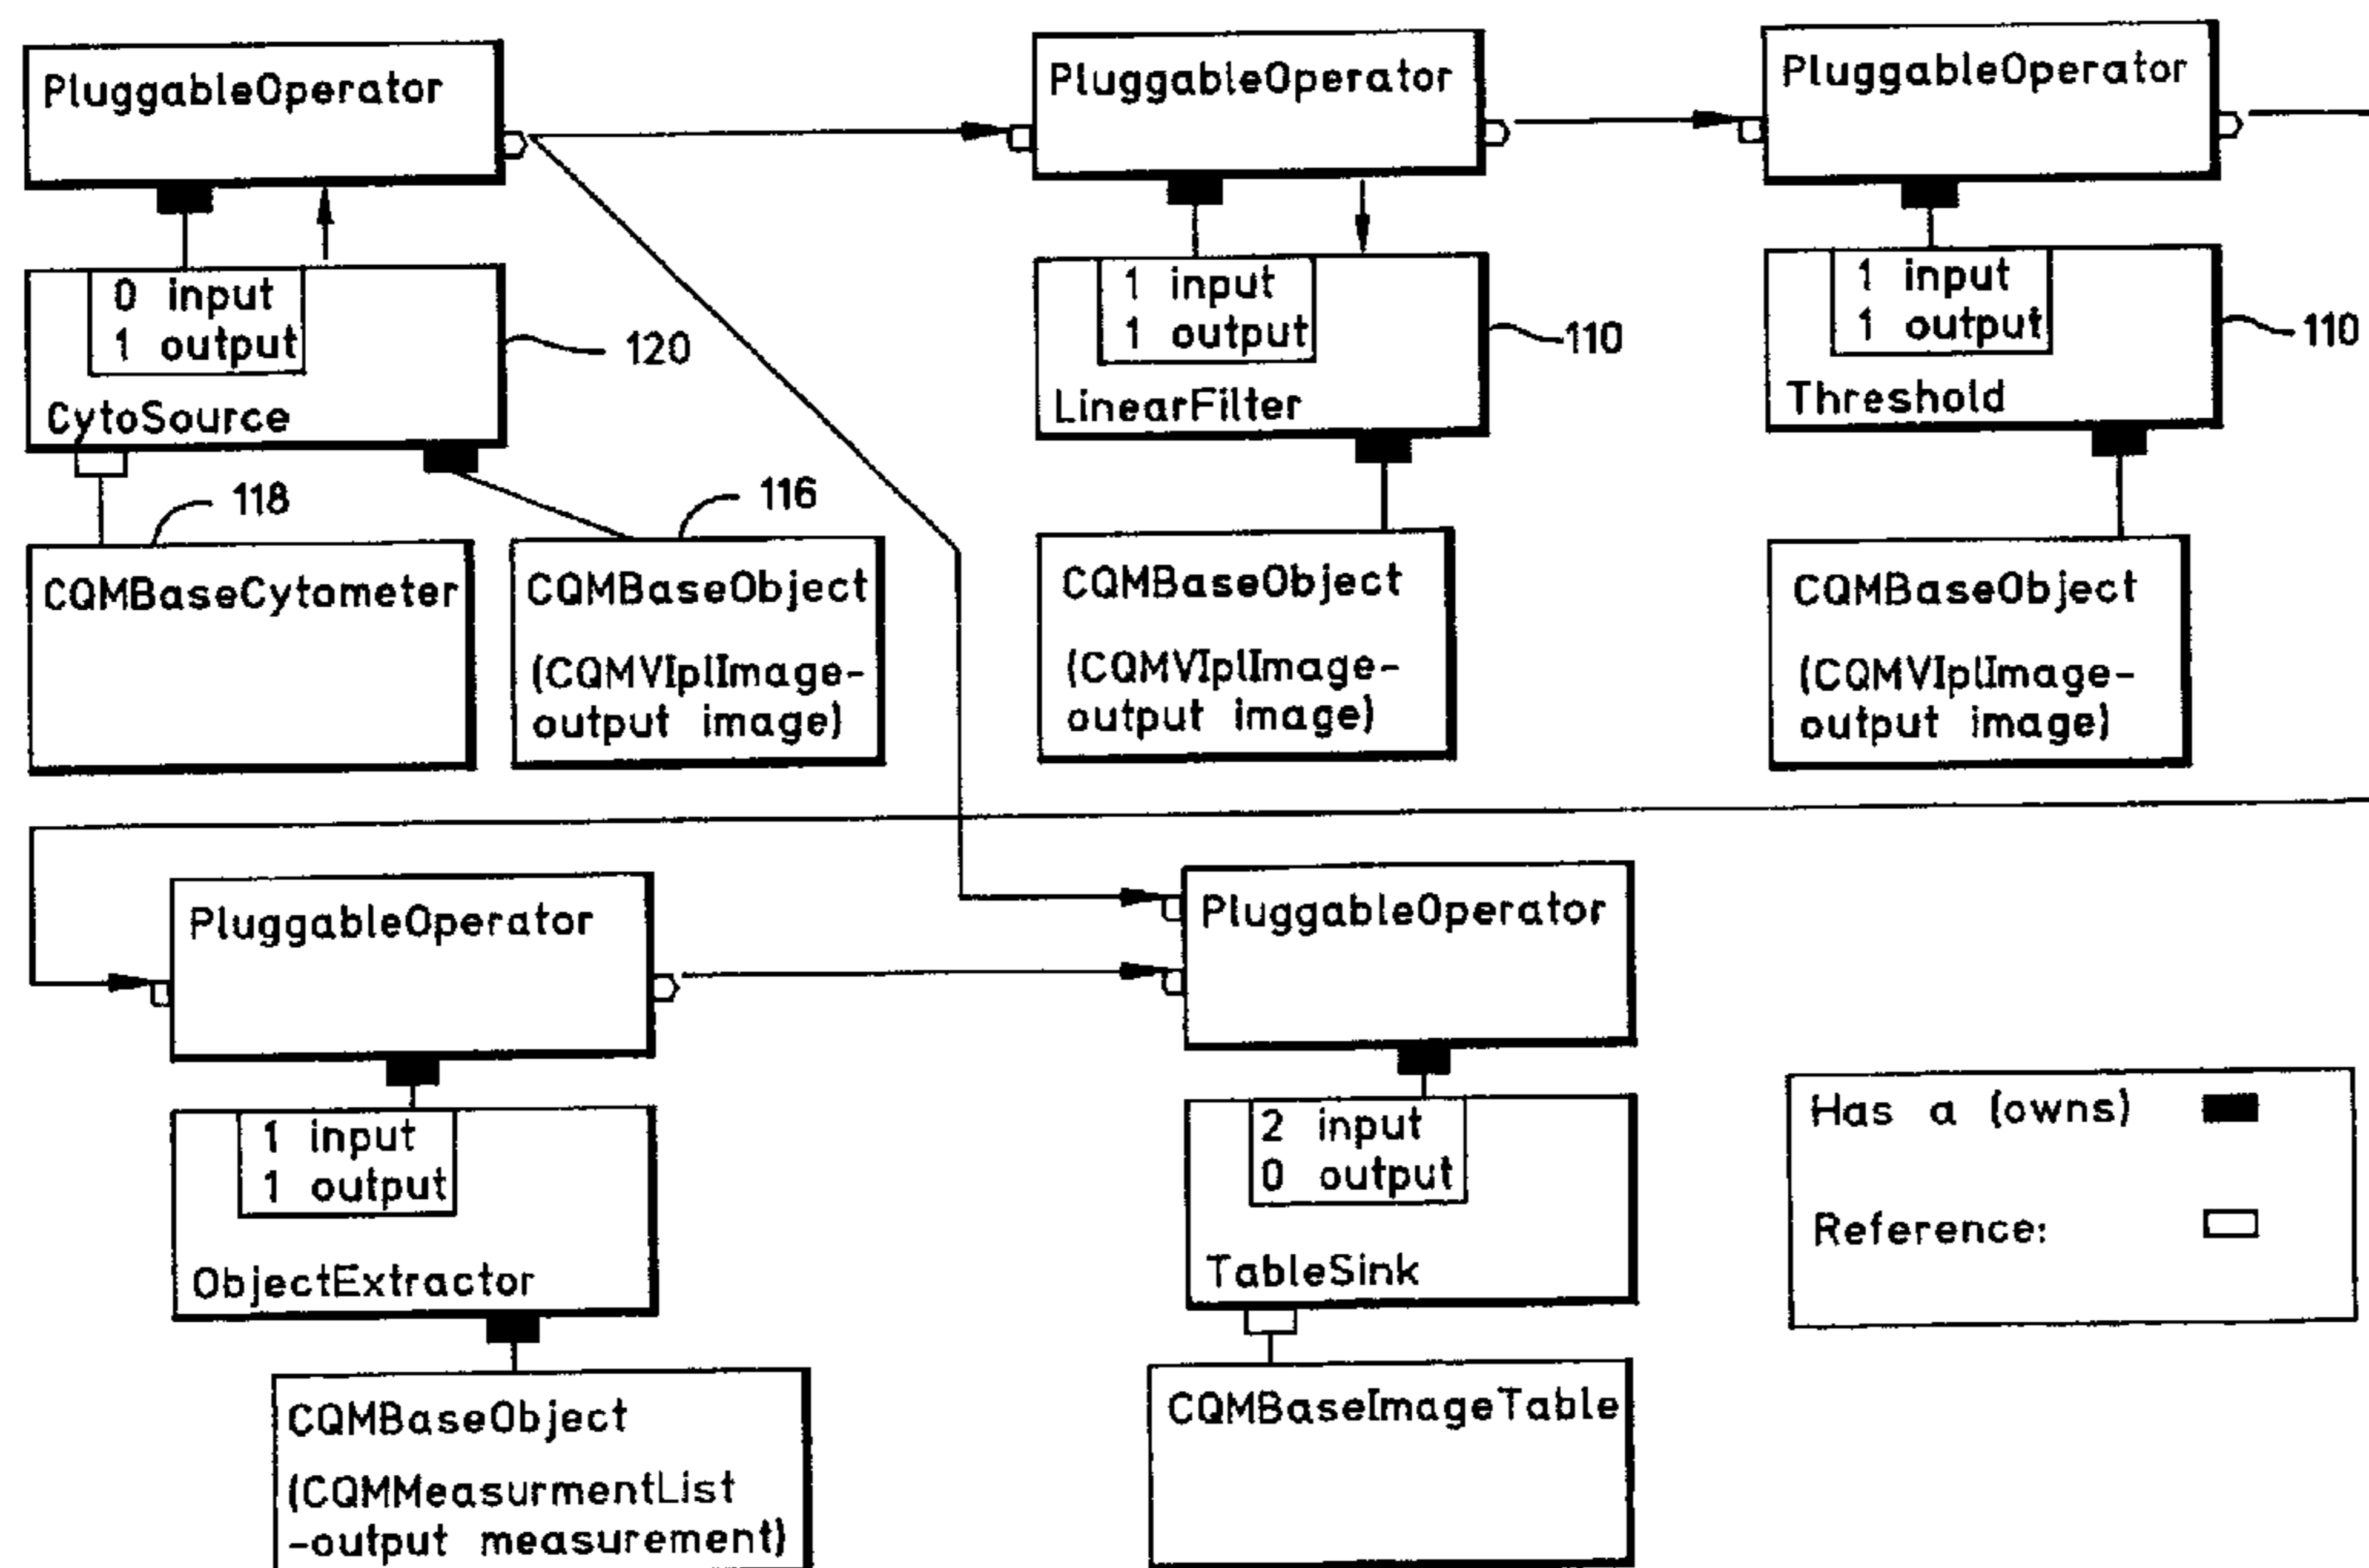 PluggableOperator
PluggableOperator
PluggableOperator
0 input
1 output
CytoSource
120
1 input
1 output
LinearFilter
110
1 input
1 output
Threshold
110
118
116
CQMBaseCytometer
CQMBaseObject
(CQMVIplImage-
output image)
CQMBaseObject
(CQMVIplImage-
output image)
CQMBaseObject
(CQMVIplImage-
output image)
PluggableOperator
PluggableOperator
1 input
1 output
ObjectExtractor
2 input
0 output
TableSink
Has a (owns)
Reference:
CQMBaseObject
(CQMMeasurmentList
-output measurement)
CQMBaseImageTable